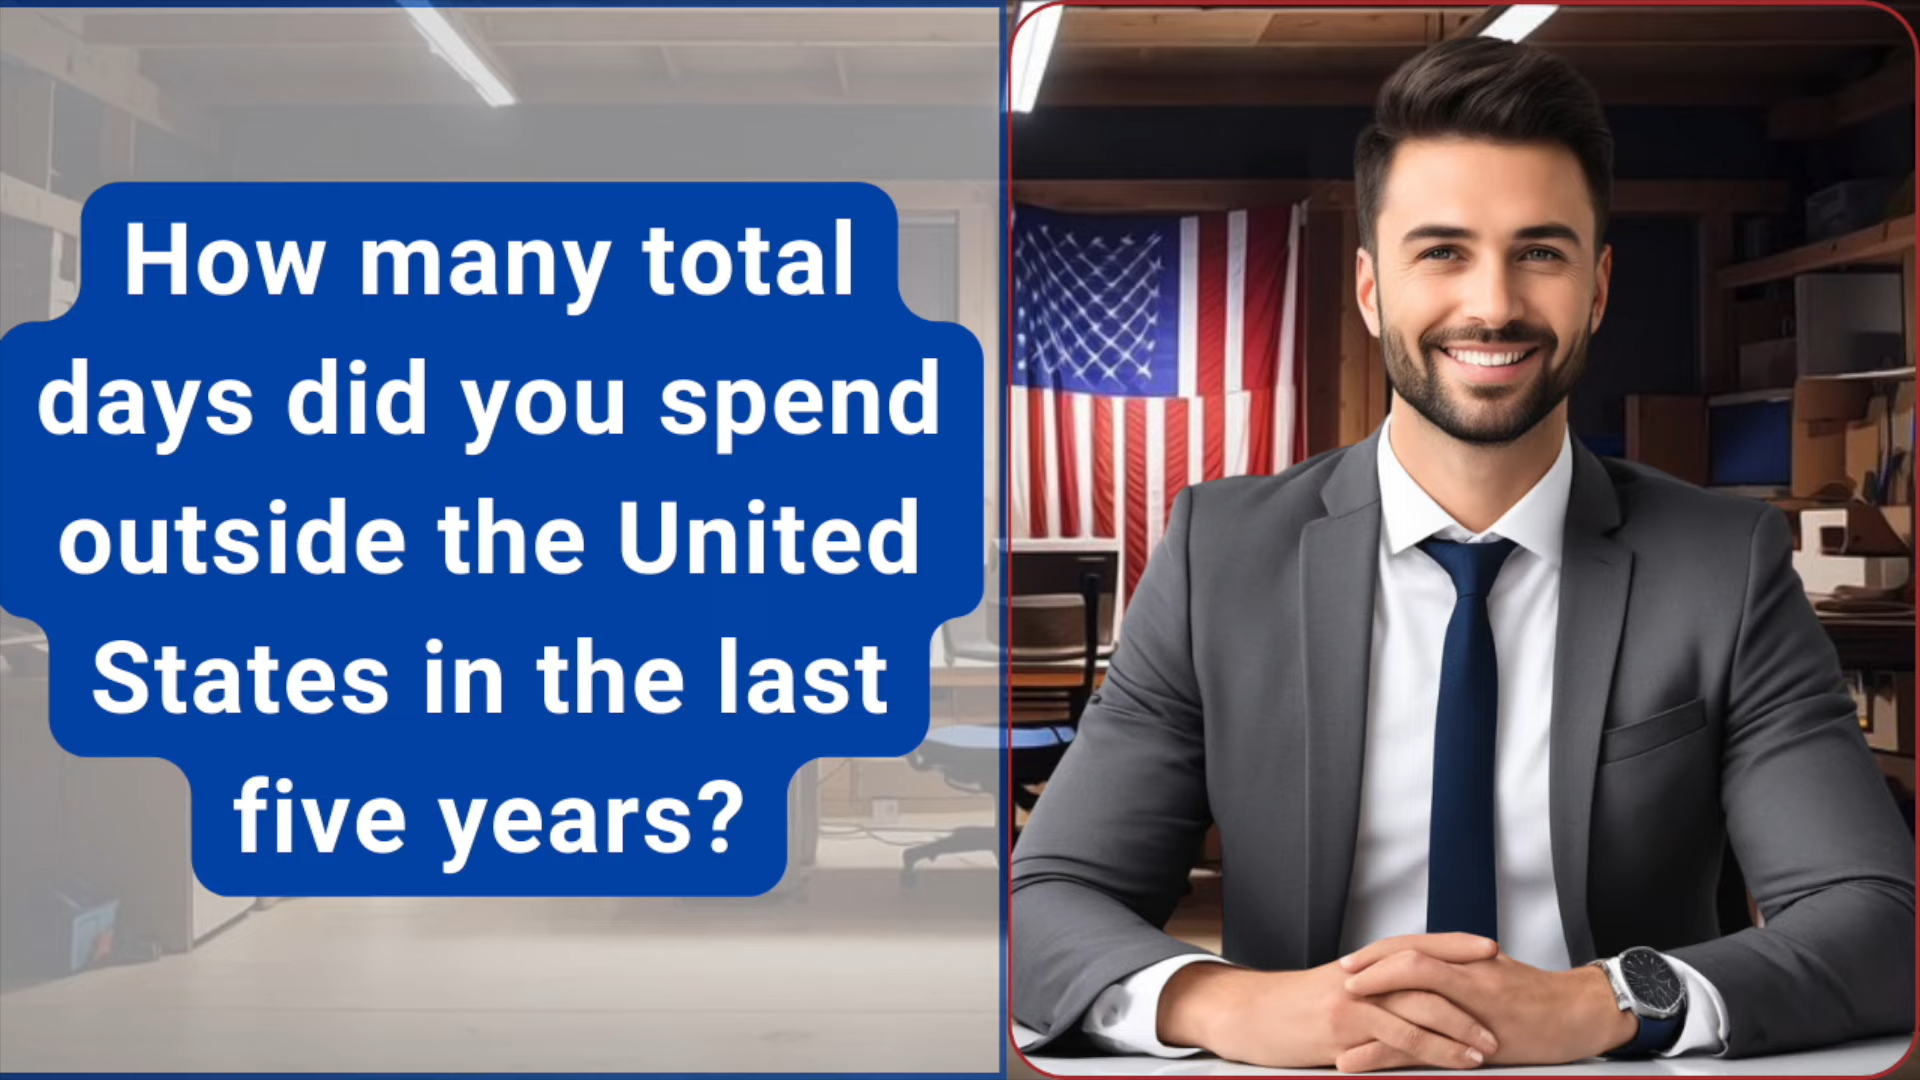 How many total
days did you spend
outside the United
States in the last
five years?